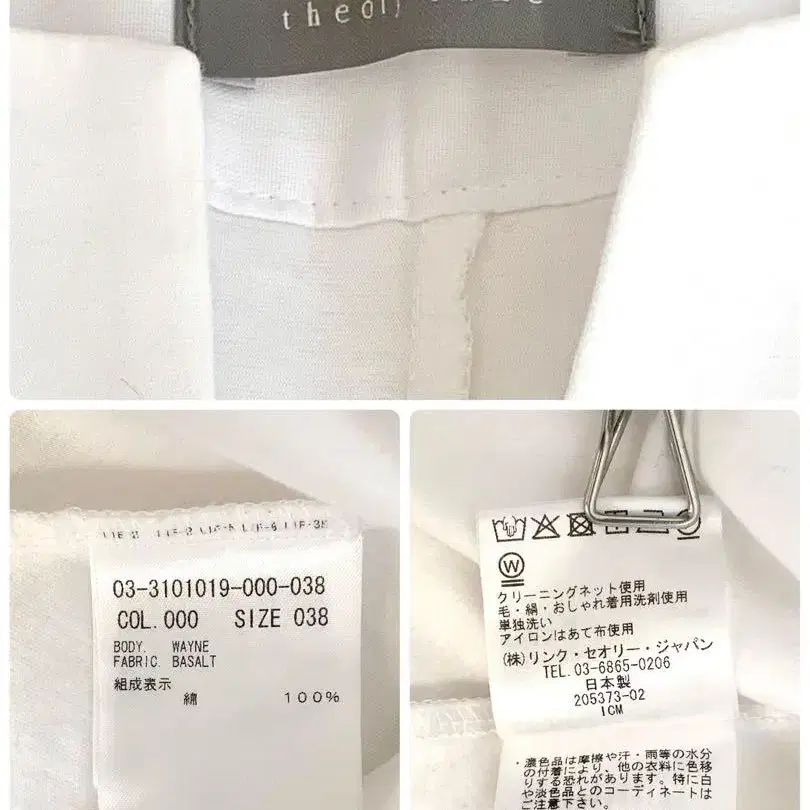 theory
03-3101019-000-038
COL.000 SIZE 038
BODY. WAYNE
FABRIC. BASALT
組成表示
綿 100%
W
クリーニングネット使用
毛・絹・おしゃれ着用洗剤使用
単独洗い
アイロンはあて布使用
(株)リンク・セオリー・ジャパン
TEL.03-6865-0206
日本製
205373-02
1CM
・濃色品は摩擦や汗・雨等の水分
の付着により、他の衣料に色移
りする恐れがあります。特に白
や淡色品とのコーディネートは
ご注意下さい。